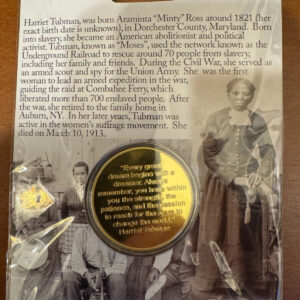 Harriet Tubman, was born Araminta "Minty" Ross around 1821 (her
exact birth date is unknown), in Dorchester County, Maryland. Born
into slavery, she became an American abolitionist and political
activist. Tubman, known as "Moses", used the network known as the
Underground Railroad to rescue around 70 people from slavery,
including her family and friends. During the Civil War, she served as
an armed scout and spy for the Union Army. She was the first
woman to lead an armed expedition in the war,
guiding the raid at Combahee Ferry, which
liberated more than 700 enslaved people. After
the war, she retired to the family home in
Auburn, NY. In her later years, Tubman was
active in the women's suffrage movement. She
died on March 10, 1913.
"Every great
dream begins with a
dreamer. Always
remember, you have within
you the strength, the
patience, and the passion
to reach for the stars to
change the world."
Harriet Tubman